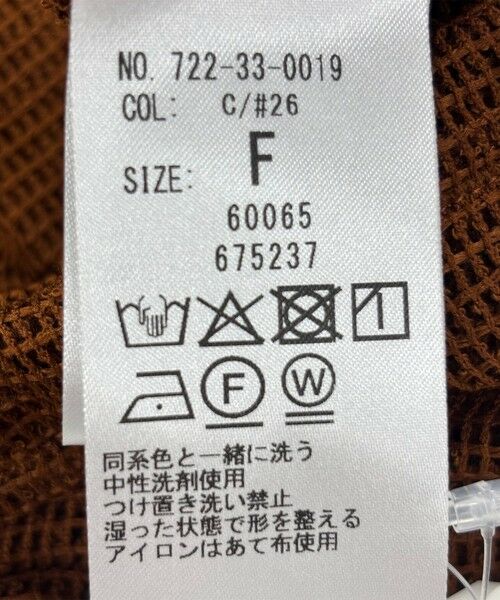 NO. 722-33-0019
COL: C/#26
SIZE: F
60065
675237
F W
同系色と一緒に洗う
中性洗剤使用
つけ置き洗い禁止
湿った状態で形を整える
アイロンはあて布使用